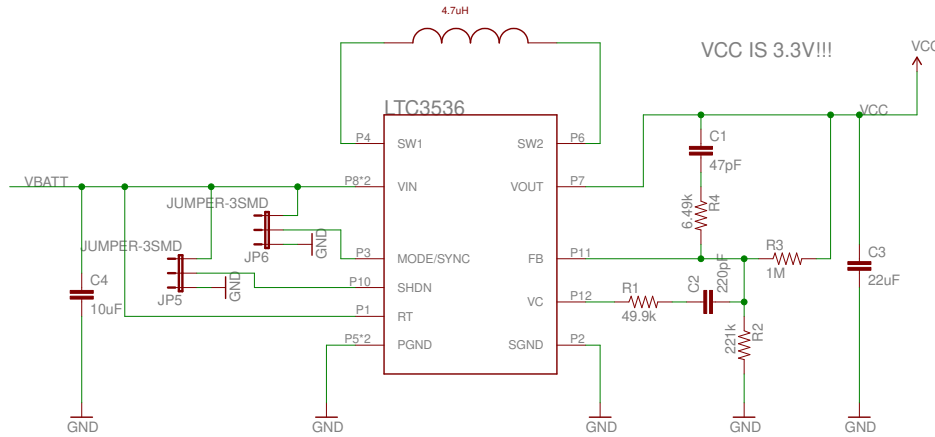 4.7uH
VCC IS 3.3V!!!
VCC
LTC3536
VCC
P4 SW1 SW2 P6
C1
47pF
VBATT
P8*2 VIN VOUT P7
JUMPER-3SMD
6.49k
R4
GND
JUMPER-3SMD
JP6
P3 MODE/SYNC FB P11
R3
1M
C4
10uF
JP5
GND
P10 SHDN VC P12
R1
49.9k
C2
220pF
C3
22uF
P1 RT
221k
R2
P5*2 PGND SGND P2
GND GND GND GND GND